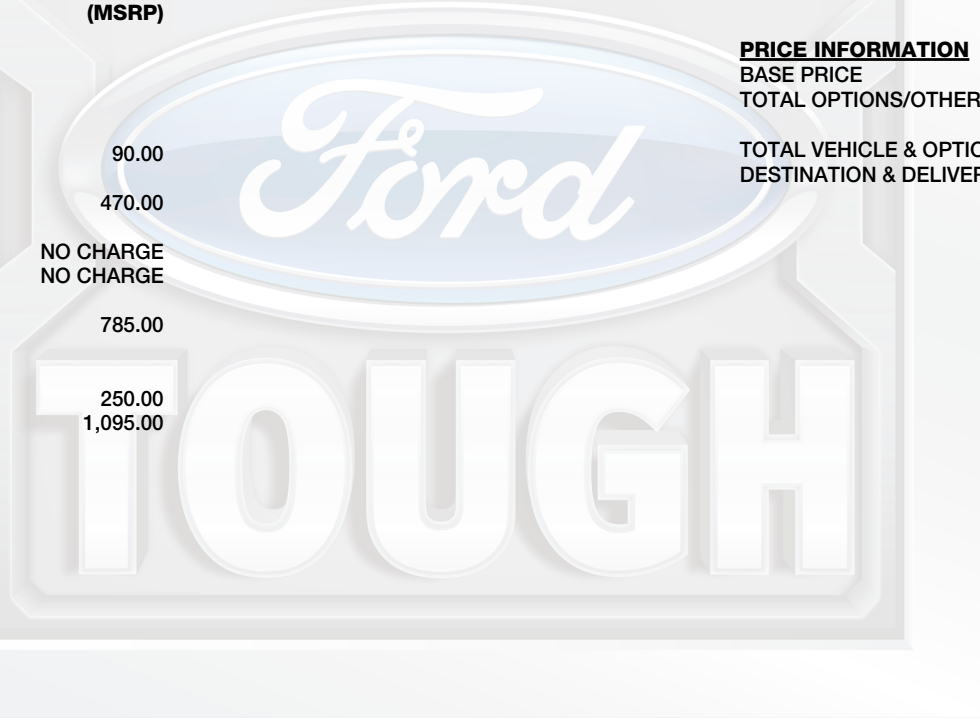 (MSRP)
90.00
470.00
NO CHARGE
NO CHARGE
785.00
250.00
1,095.00
PRICE INFORMATION
BASE PRICE
TOTAL OPTIONS/OTHER
TOTAL VEHICLE & OPTIO
DESTINATION & DELIVER
Ford
TOUGH